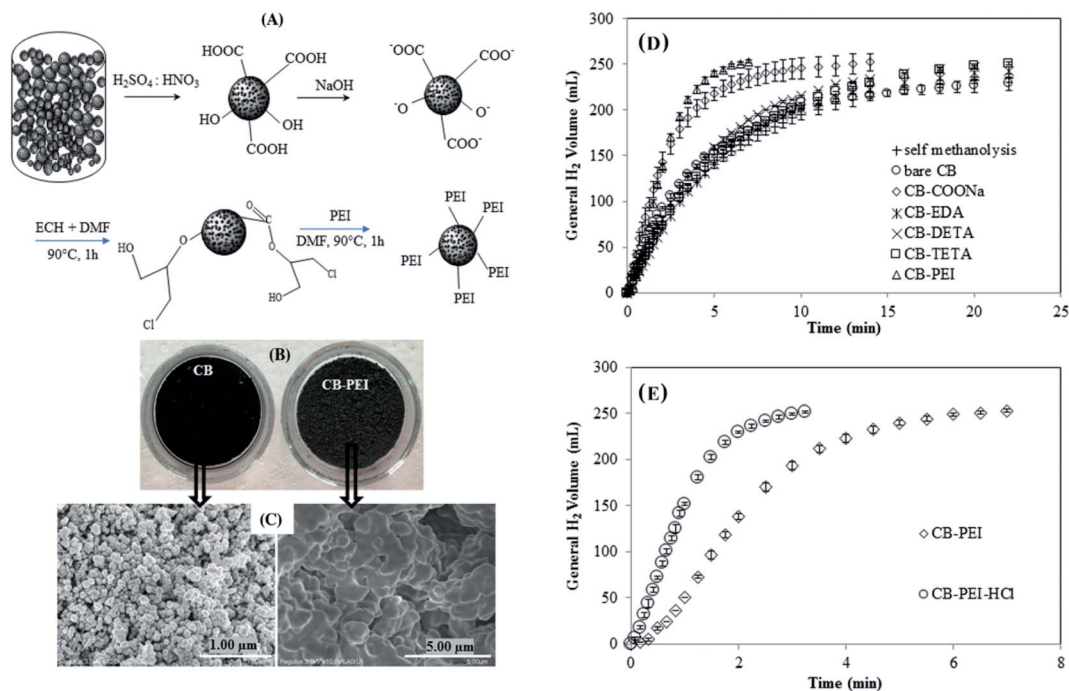 (A)
H₂SO₄ : HNO₃
HOOC
COOH
HO
OH
COOH
NaOH
⁻OOC
COO⁻
⁻O
O⁻
COO⁻
ECH + DMF
90°C, 1h
HO
O
Cl
O
O
Cl
HO
PEI
DMF, 90°C, 1h
PEI
PEI
PEI
PEI
PEI
(B)
CB
CB-PEI
(C)
1.00 µm
5.00 µm
5.00µm
(D)
General H₂ Volume (mL)
300
250
200
150
100
50
0
0 5 10 15 20 25
Time (min)
self methanolysis
bare CB
CB-COONa
CB-EDA
CB-DETA
CB-TETA
CB-PEI
(E)
General H₂ Volume (mL)
300
250
200
150
100
50
0
0 2 4 6 8
Time (min)
CB-PEI
CB-PEI-HCl